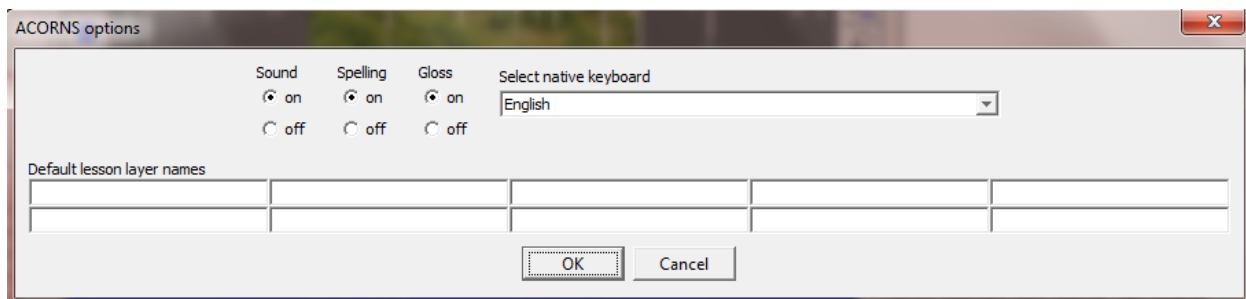 ACORNS options
Sound Spelling Gloss Select native keyboard
on on on English
off off off
Default lesson layer names
OK Cancel